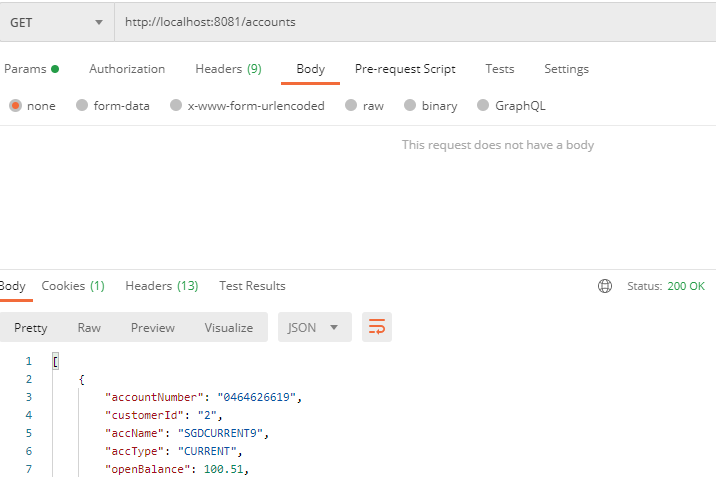 GET http://localhost:8081/accounts
Params Authorization Headers (9) Body Pre-request Script Tests Settings
none form-data x-www-form-urlencoded raw binary GraphQL
This request does not have a body
Body Cookies (1) Headers (13) Test Results Status: 200 OK
Pretty Raw Preview Visualize JSON
1 [
2 {
3 "accountNumber": "0464626619",
4 "customerId": "2",
5 "accName": "SGDCURRENT9",
6 "accType": "CURRENT",
7 "openBalance": 100.51,